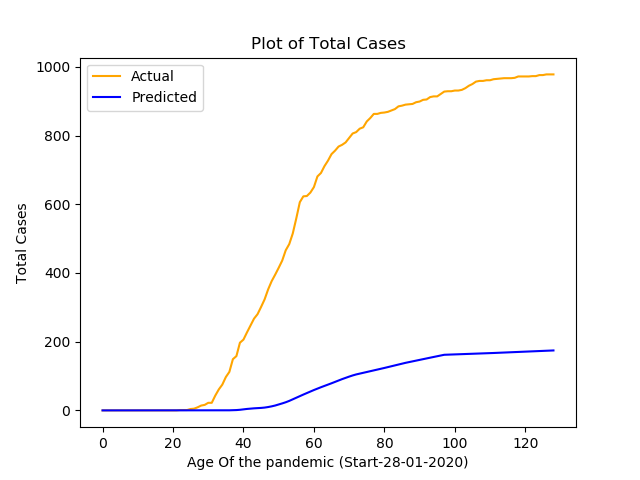 Plot of Total Cases
Actual
Predicted
1000
800
600
400
200
0
Total Cases
0 20 40 60 80 100 120
Age Of the pandemic (Start-28-01-2020)